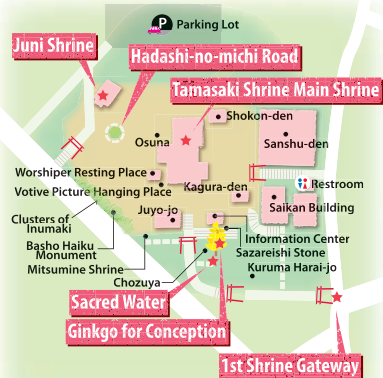 P Parking Lot
Juni Shrine
Hadashi-no-michi Road
Tamasaki Shrine Main Shrine
Shokon-den
Osuna
Sanshu-den
Worshiper Resting Place
Votive Picture Hanging Place
Kagura-den
Restroom
Juyo-jo
Saikan Building
Clusters of
Inumaki
Basho Haiku
Monument
Mitsumine Shrine
Information Center
Sazareishi Stone
Kuruma Harai-jo
Chozuya
Sacred Water
Ginkgo for Conception
1st Shrine Gateway